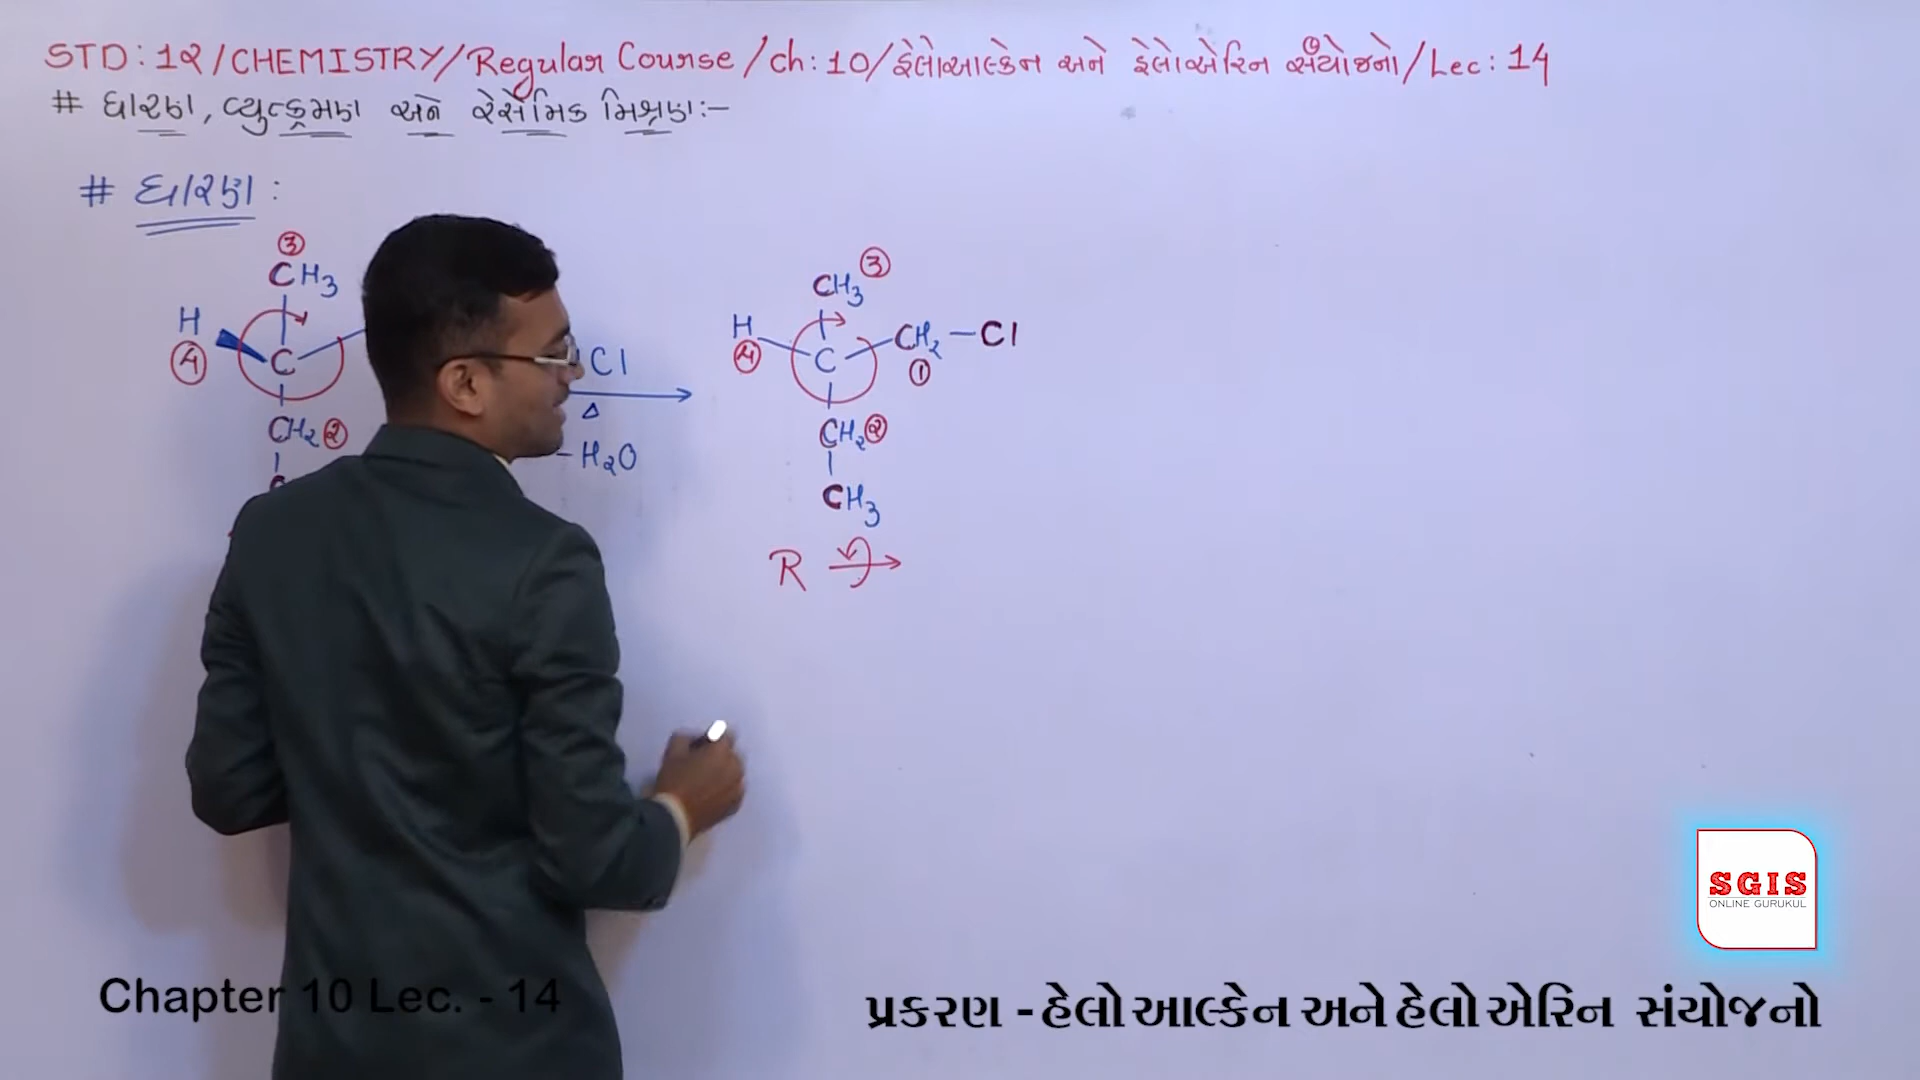 STD: 12/CHEMISTRY/Regular Course/ch: 10/હેલોઆલ્કેન અને હેલોએરિન સંયોજનો/Lec: 14
# ધારણ, વ્યુત્ક્રમણ અને રેસેમિક મિશ્રણ:-
# ધારણ :
③
CH3
H
④
C
CH2 ②
Cl
Δ
-H2O
CH3 ③
H
④
C
CH2 - Cl
①
CH2 ②
CH3
R
SGIS
ONLINE GURUKUL
Chapter 10 Lec. - 14
પ્રકરણ - હેલો આલ્કેન અને હેલો એરિન સંયોજનો